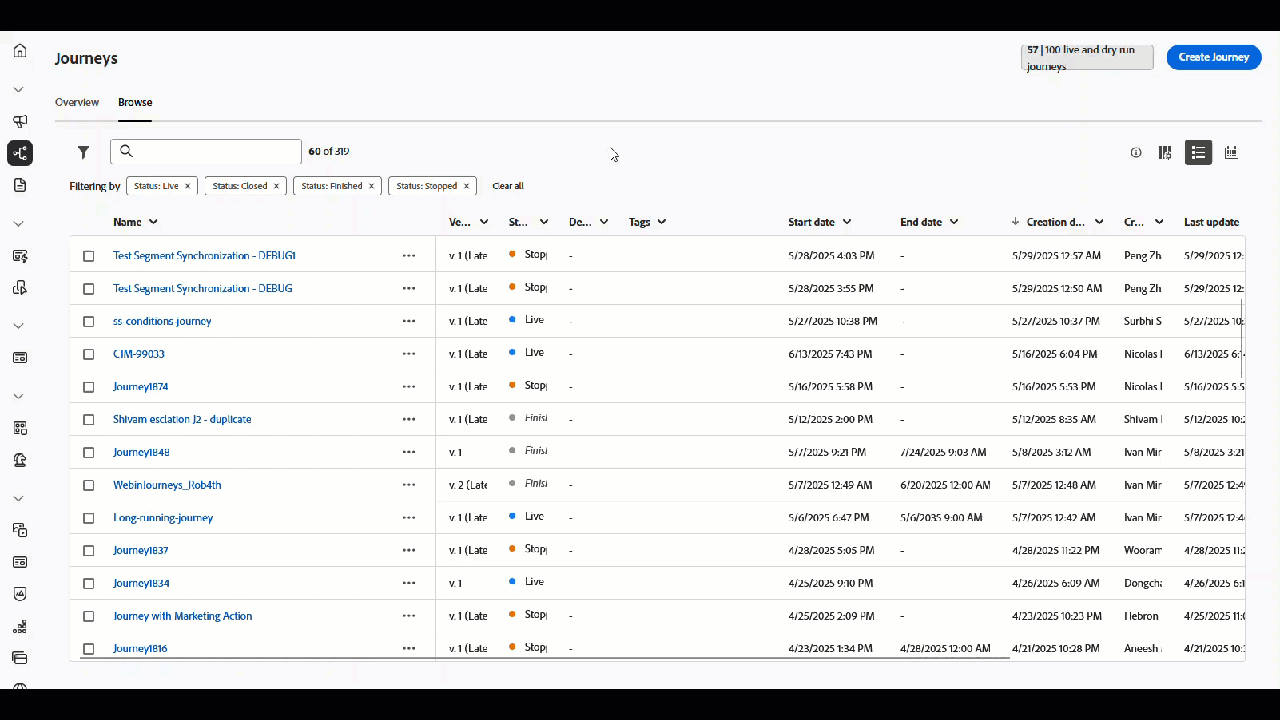 Journeys
57 | 100 live and dry run journeys
Create Journey
Overview Browse
60 of 319
Filtering by Status: Live × Status: Closed × Status: Finished × Status: Stopped × Clear all
Name Ve... St... De... Tags Start date End date Creation d... Cr... Last update
Test Segment Synchronization - DEBUG1 ••• v. 1 (Late Stop - 5/28/2025 4:03 PM - 5/29/2025 12:57 AM Peng Zh 5/29/2025 12:
Test Segment Synchronization - DEBUG ••• v. 1 (Late Stop - 5/28/2025 3:55 PM - 5/29/2025 12:50 AM Peng Zh 5/29/2025 12:
ss-conditions-journey ••• v. 1 (Late Live - 5/27/2025 10:38 PM - 5/27/2025 10:37 PM Surbhi S 5/27/2025 10:
CJM-99033 ••• v. 1 (Late Live - 6/13/2025 7:43 PM - 5/16/2025 6:04 PM Nicolas 6/13/2025 6:
Journey1874 ••• v. 1 (Late Stop - 5/16/2025 5:58 PM - 5/16/2025 5:53 PM Nicolas 5/16/2025 5:5
Shivam esclation J2 - duplicate ••• v. 1 (Late Finis - 5/12/2025 2:00 PM - 5/12/2025 8:35 AM Shivam 5/12/2025 10:
Journey1848 ••• v. 1 Finis - 5/7/2025 9:21 PM 7/24/2025 9:03 AM 5/8/2025 3:12 AM Ivan Mir 5/8/2025 3:21
WebinJourneys_Rob4th ••• v. 2 (Late Finis - 5/7/2025 12:49 AM 6/20/2025 12:00 AM 5/7/2025 12:48 AM Ivan Mir 5/7/2025 12:4
Long-running-journey ••• v. 1 (Late Live - 5/6/2025 6:47 PM 5/6/2035 9:00 AM 5/7/2025 12:42 AM Ivan Mir 5/7/2025 12:4
Journey1837 ••• v. 1 (Late Stop - 4/28/2025 5:05 PM - 4/28/2025 11:22 PM Wooram 4/28/2025 11:2
Journey1834 ••• v. 1 Live - 4/25/2025 9:10 PM 4/26/2025 6:09 AM Dongch 4/26/2025 6:1
Journey with Marketing Action ••• v. 1 (Late Stop - 4/25/2025 2:09 PM - 4/23/2025 10:23 PM Hebron 4/25/2025 11:
Journey1816 ••• v. 1 (Late Stop - 4/23/2025 1:34 PM 4/28/2025 12:00 AM 4/21/2025 10:28 PM Aneesh 4/21/2025 10: